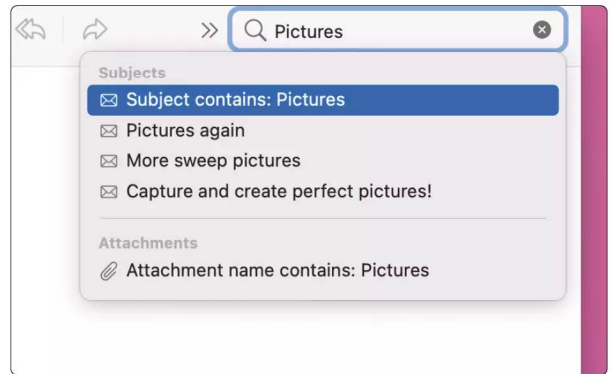 Pictures
Subjects
Subject contains: Pictures
Pictures again
More sweep pictures
Capture and create perfect pictures!
Attachments
Attachment name contains: Pictures